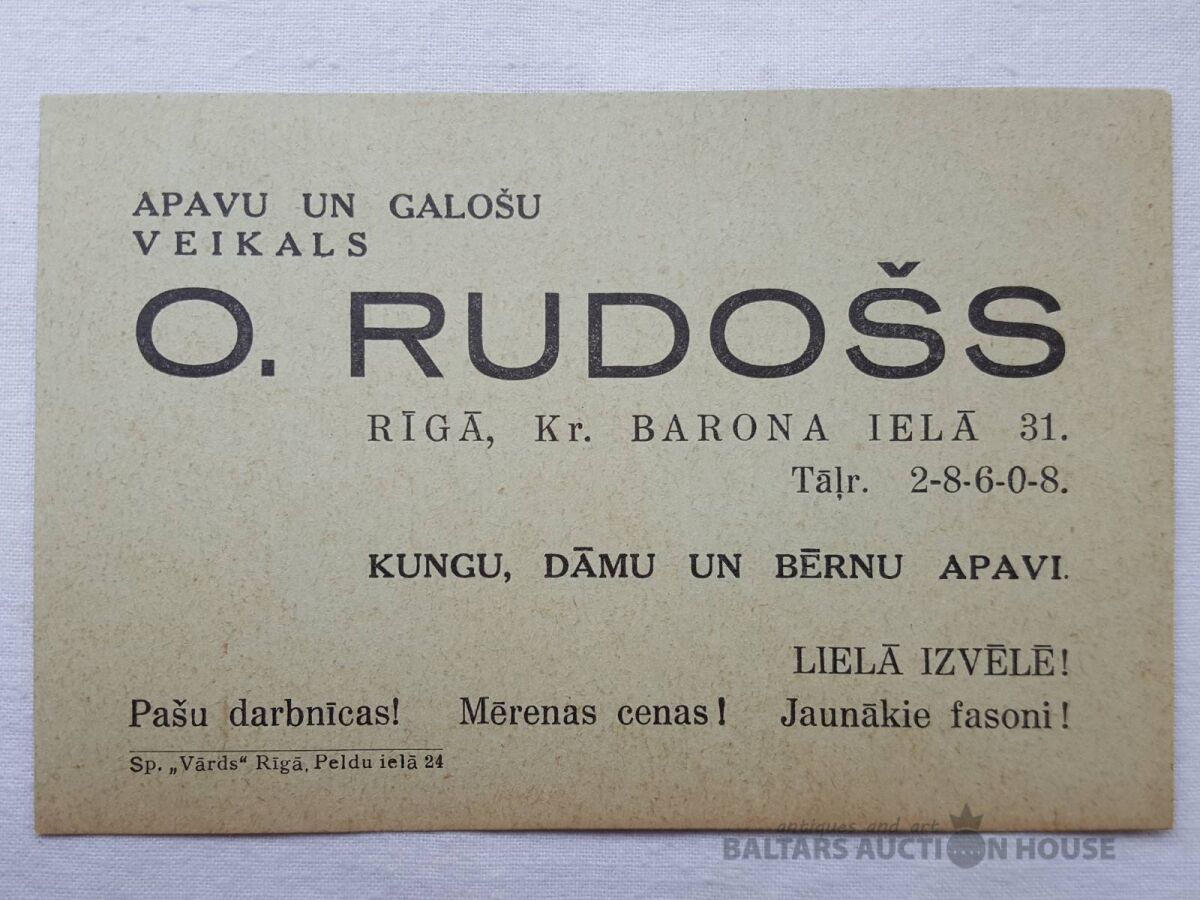 APAVU UN GALOŠU
VEIKALS
O. RUDOŠS
RĪGĀ, Kr. BARONA IELĀ 31.
Tāļr. 2-8-6-0-8.
KUNGU, DĀMU UN BĒRNU APAVI.
LIELĀ IZVĒLĒ!
Pašu darbnīcas! Mērenas cenas! Jaunākie fasoni!
Sp. „Vārds“ Rīgā, Peldu ielā 24
antiques and art
BALTARS AUCTION HOUSE